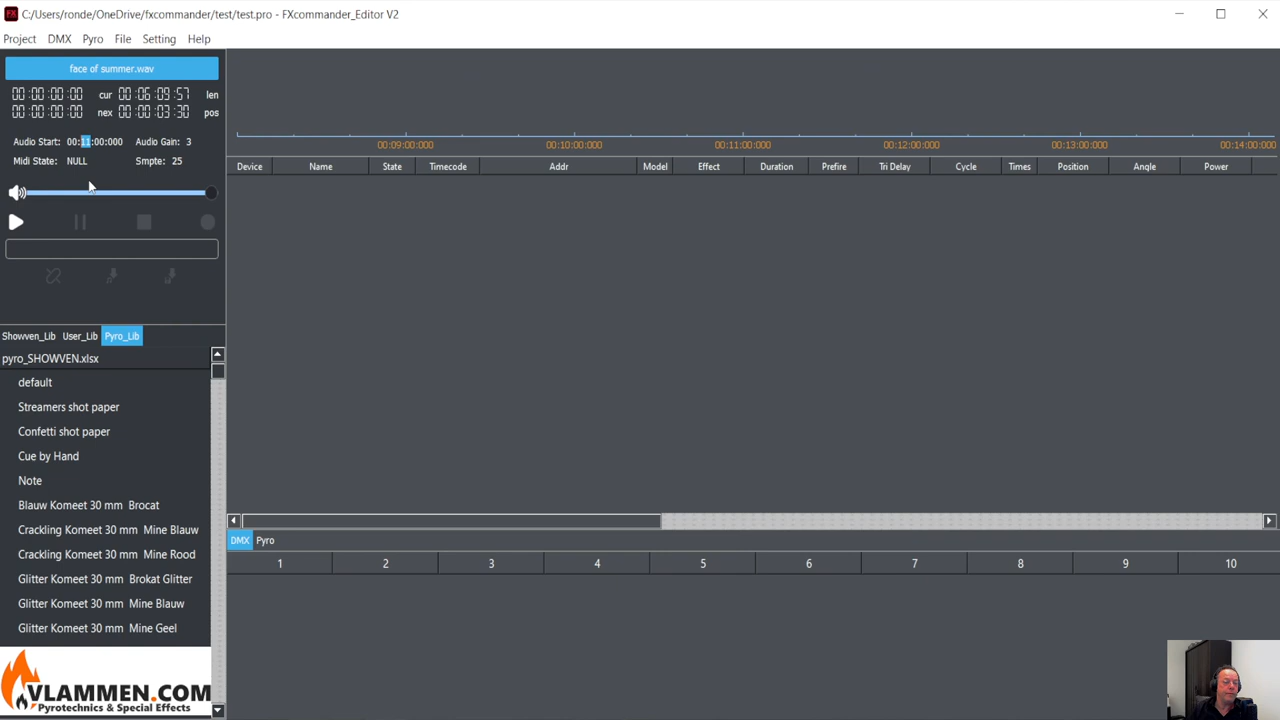 FX C:/Users/ronde/OneDrive/fxcommander/test/test.pro - FXcommander_Editor V2
Project DMX Pyro File Setting Help
face of summer.wav
00:00:00:00 cur 00:06:09:57 len
00:00:00:00 nex 00:00:03:30 pos
Audio Start: 00:11:00:000 Audio Gain: 3
Midi State: NULL Smpte: 25
00:09:00:000 00:10:00:000 00:11:00:000 00:12:00:000 00:13:00:000 00:14:00:000
Device Name State Timecode Addr Model Effect Duration Prefire Tri Delay Cycle Times Position Angle Power
Showven_Lib User_Lib Pyro_Lib
pyro_SHOWVEN.xlsx
default
Streamers shot paper
Confetti shot paper
Cue by Hand
Note
Blauw Komeet 30 mm Brocat
Crackling Komeet 30 mm Mine Blauw
Crackling Komeet 30 mm Mine Rood
Glitter Komeet 30 mm Brokat Glitter
Glitter Komeet 30 mm Mine Blauw
Glitter Komeet 30 mm Mine Geel
DMX Pyro
1 2 3 4 5 6 7 8 9 10
VLAMMEN.COM
Pyrotechnics & Special Effects